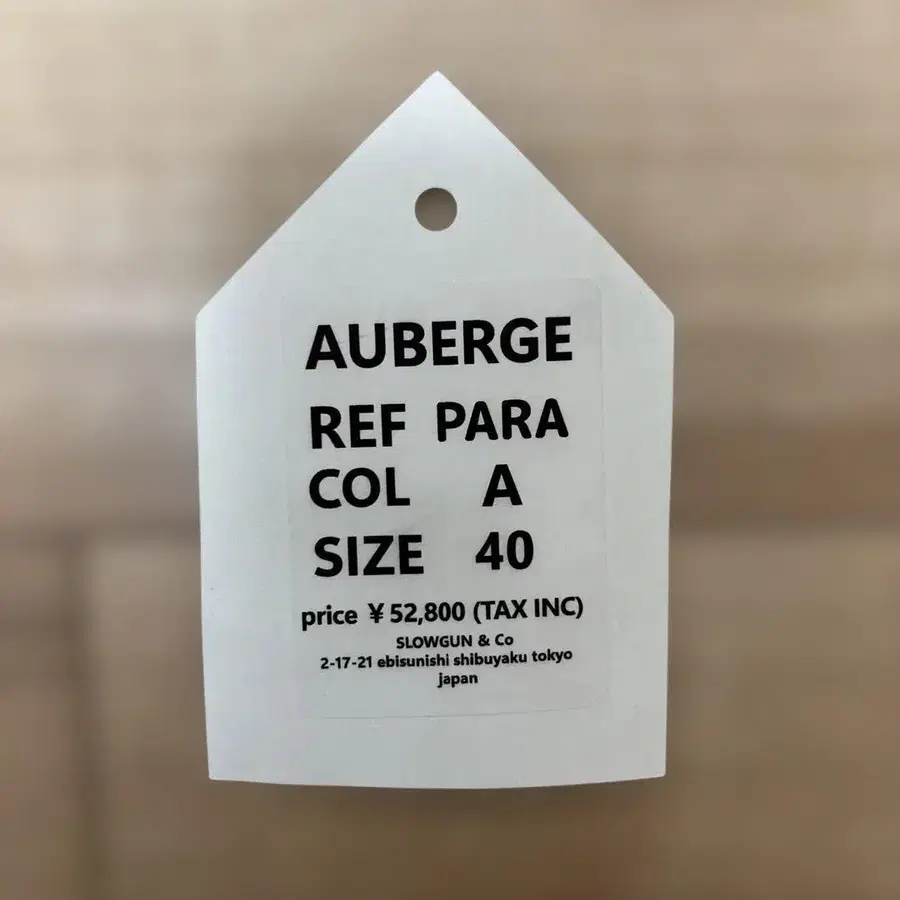 AUBERGE
REF PARA
COL A
SIZE 40
price ¥52,800 (TAX INC)
SLOWGUN & Co
2-17-21 ebisunishi shibuyaku tokyo
japan